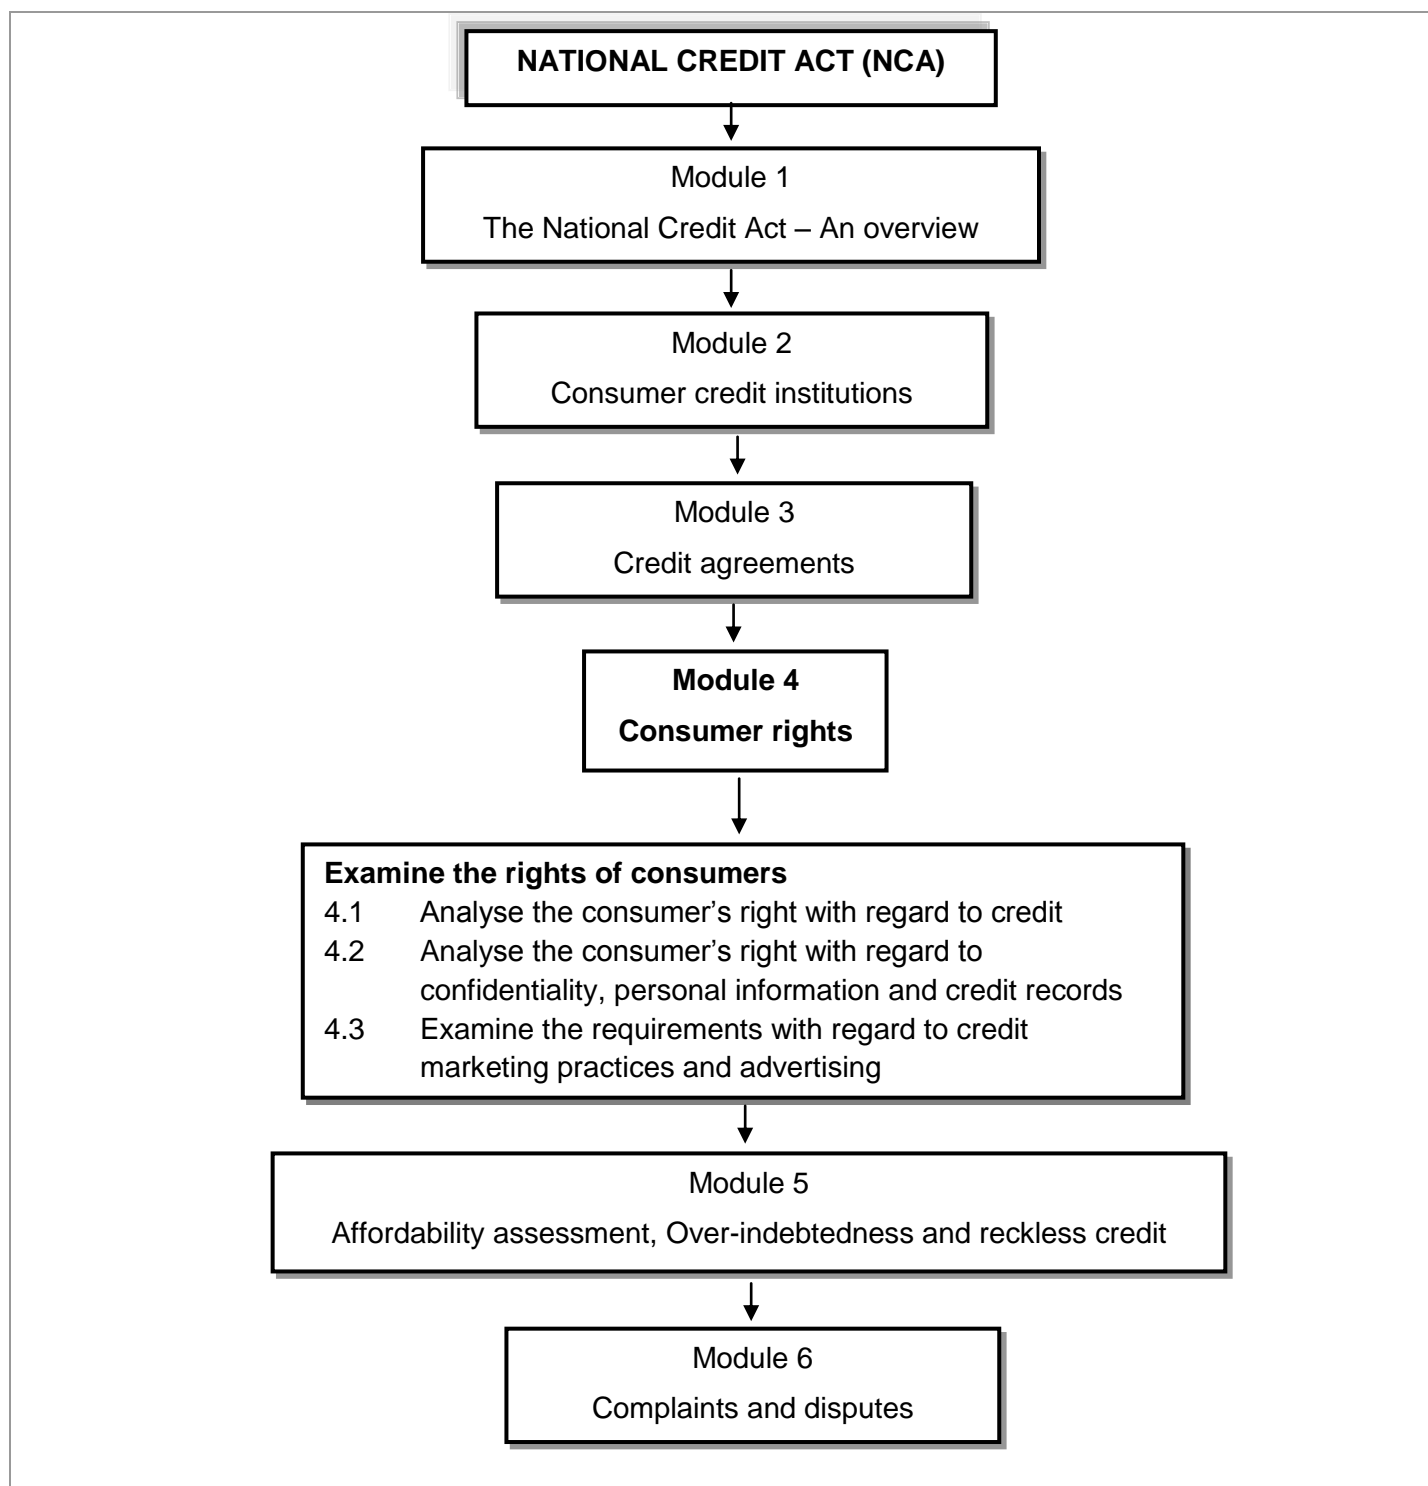 NATIONAL CREDIT ACT (NCA)
Module 1
The National Credit Act – An overview
Module 2
Consumer credit institutions
Module 3
Credit agreements
Module 4
Consumer rights
Examine the rights of consumers
4.1 Analyse the consumer’s right with regard to credit
4.2 Analyse the consumer’s right with regard to
confidentiality, personal information and credit records
4.3 Examine the requirements with regard to credit
marketing practices and advertising
Module 5
Affordability assessment, Over-indebtedness and reckless credit
Module 6
Complaints and disputes